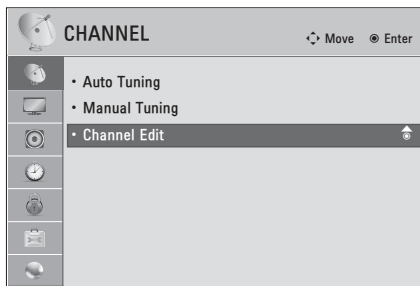 CHANNEL
Move Enter
• Auto Tuning
• Manual Tuning
• Channel Edit